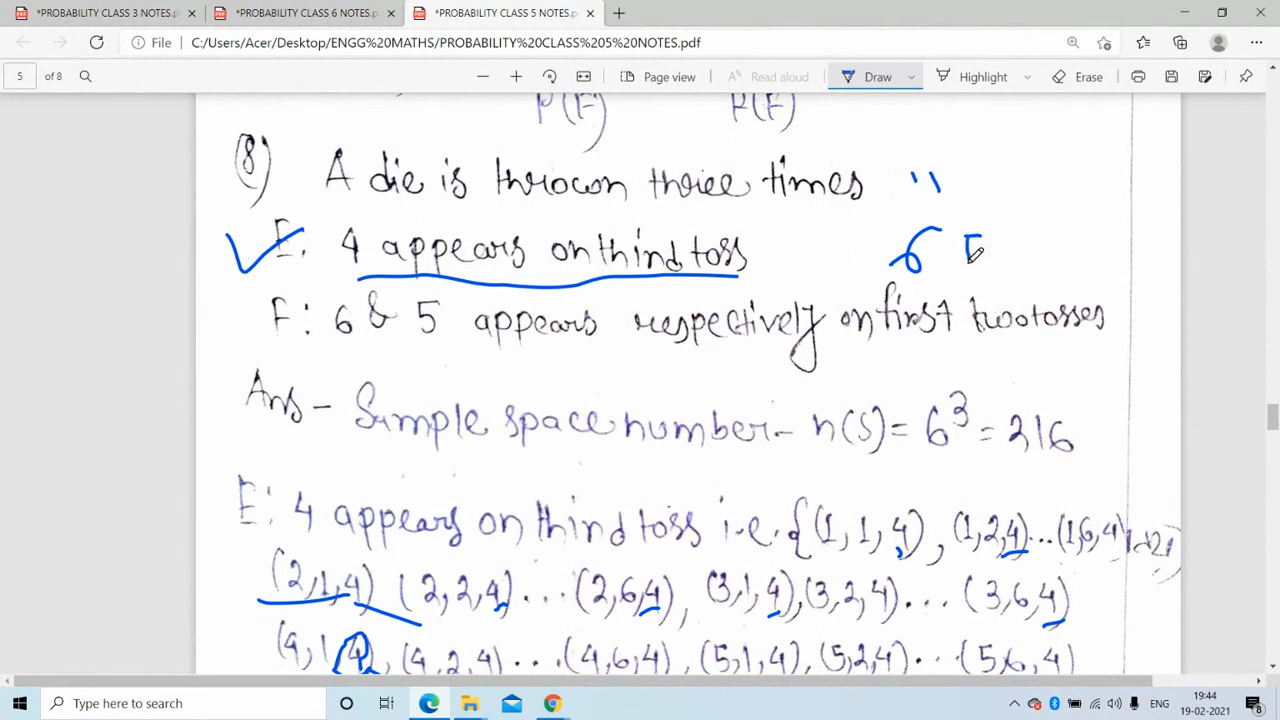 *PROBABILITY CLASS 3 NOTES.p
*PROBABILITY CLASS 6 NOTES.pd
*PROBABILITY CLASS 5 NOTES.pd
File C:/Users/Acer/Desktop/ENGG%20MATHS/PROBABILITY%20CLASS%205%20NOTES.pdf
5 of 8 Page view Read aloud Draw Highlight Erase
P(F) P(F)
(8) A die is thrown three times
E: 4 appears on third toss 6 5
F: 6 & 5 appears respectively on first two tosses
Ans - Sample space number - n(S) = 6³ = 216
E: 4 appears on third toss i.e. {(1, 1, 4), (1,2,4)...(1,6,4)
(2,1,4) (2,2,4)...(2,6,4), (3,1,4),(3,2,4)...(3,6,4)
(4,1,4), (4,2,4)...(4,6,4), (5,1,4), (5,2,4)...(5,6,4)
Type here to search
ENG
19:44
19-02-2021
8